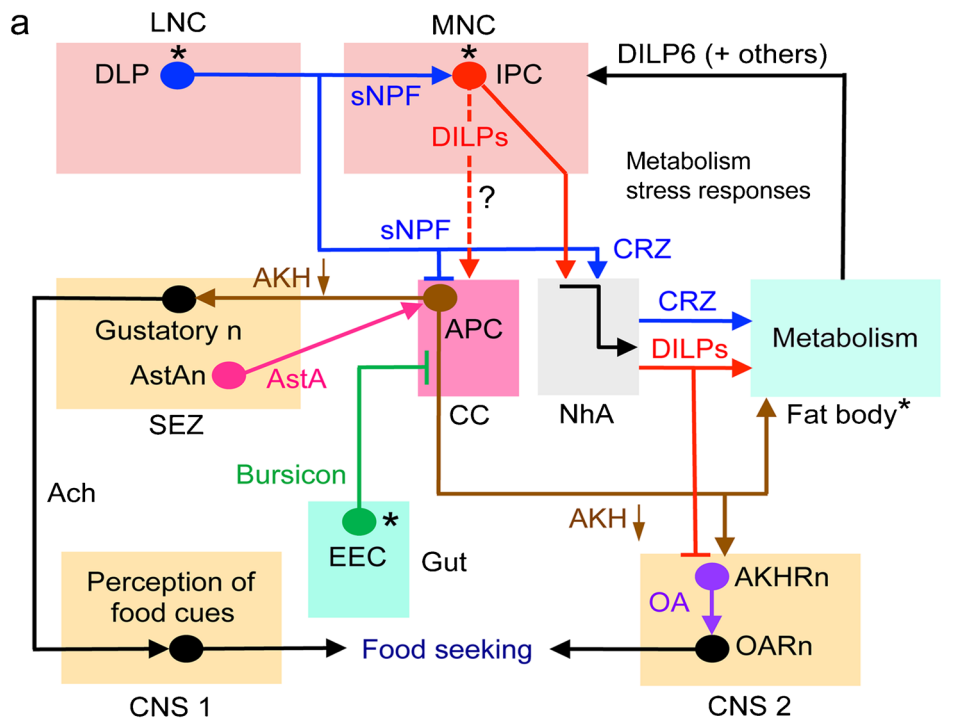 a
LNC
MNC
DLP
*
*
IPC
DILP6 (+ others)
sNPF
DILPs
Metabolism
stress responses
?
sNPF
CRZ
AKH
CRZ
Gustatory n
APC
Metabolism
DILPs
AstAn
AstA
SEZ
CC
NhA
Fat body*
Bursicon
Ach
AKH
*
EEC
Gut
Perception of
food cues
AKHRn
OA
Food seeking
OARn
CNS 1
CNS 2